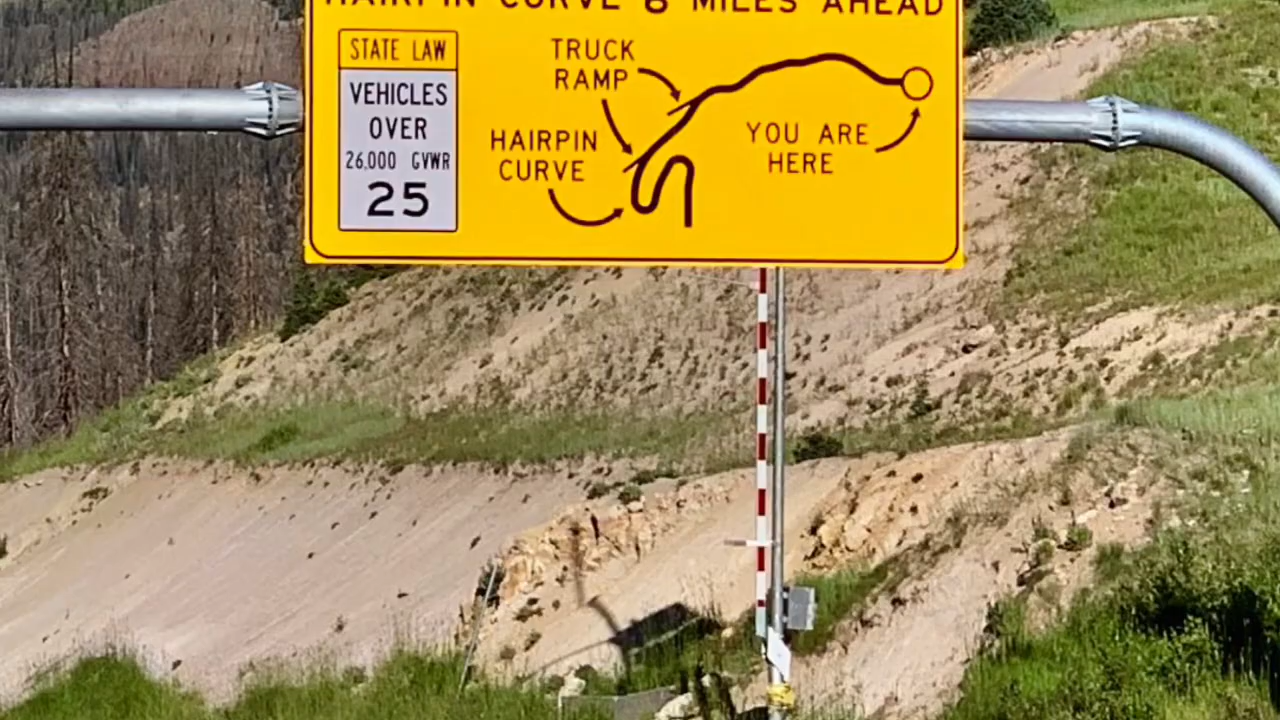 HAIRPIN CURVE 6 MILES AHEAD
STATE LAW
VEHICLES
OVER
26,000 GVWR
25
TRUCK
RAMP
HAIRPIN
CURVE
YOU ARE
HERE